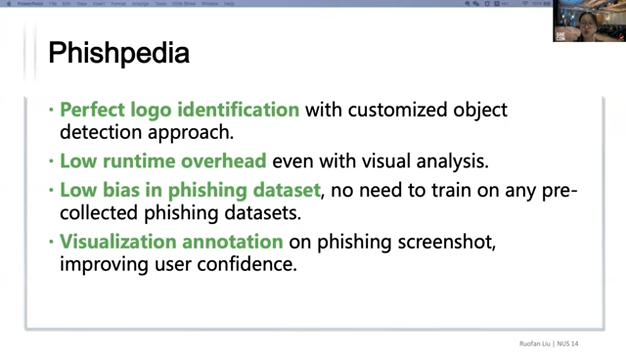 Phishpedia
• Perfect logo identification with customized object
detection approach.
• Low runtime overhead even with visual analysis.
• Low bias in phishing dataset, no need to train on any pre-
collected phishing datasets.
• Visualization annotation on phishing screenshot,
improving user confidence.
Ruofan Liu | NUS 14